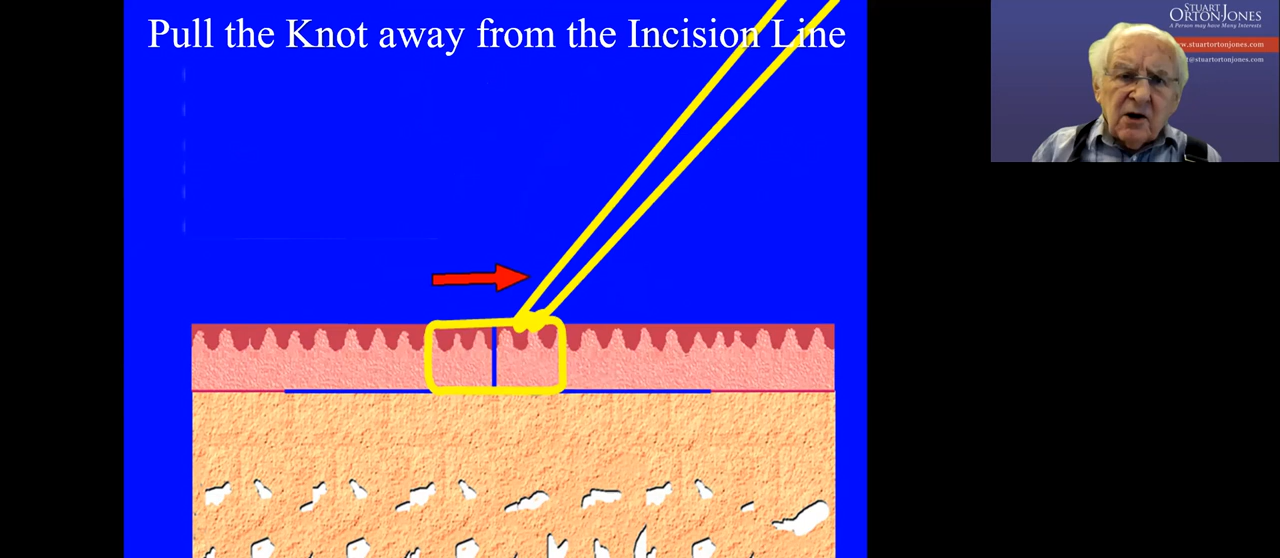 Pull the Knot away from the Incision Line
STUART
ORTON-JONES
A Person may have Many Interests
www.stuartortonjones.com
@stuartortonjones.com